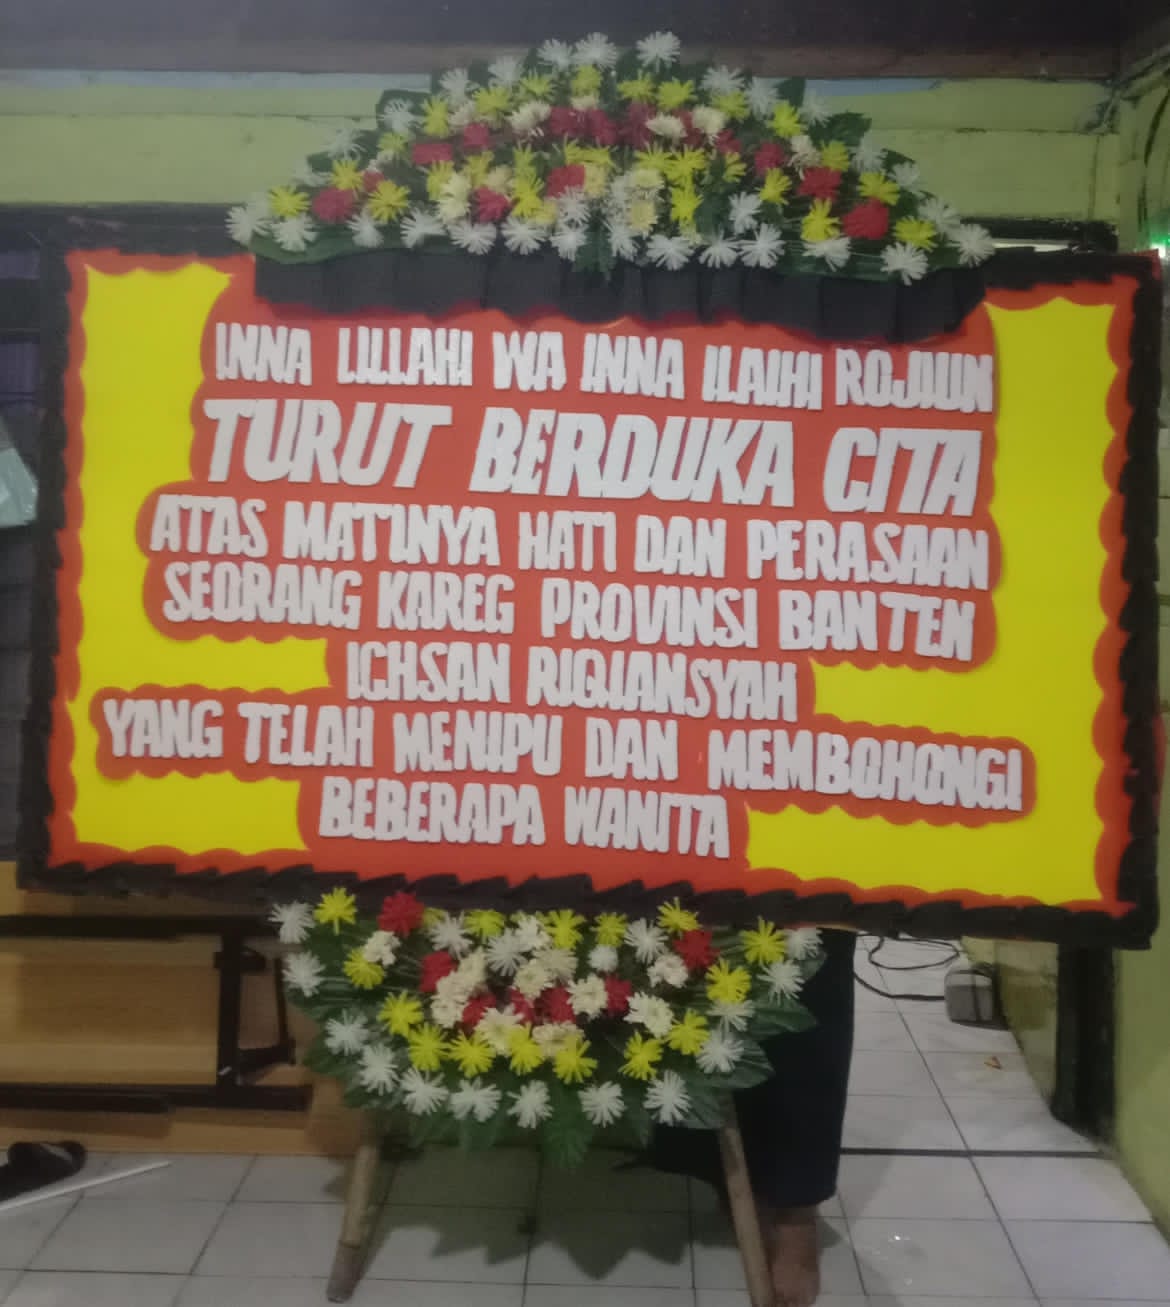 INNA LILLAHI WA INNA ILAIHI ROJIUN
TURUT BERDUKA CITA
ATAS MATINYA HATI DAN PERASAAN
SEORANG KAREG PROVINSI BANTEN
ICHSAN RIQIANSYAH
YANG TELAH MENIPU DAN MEMBOHONGI
BEBERAPA WANITA